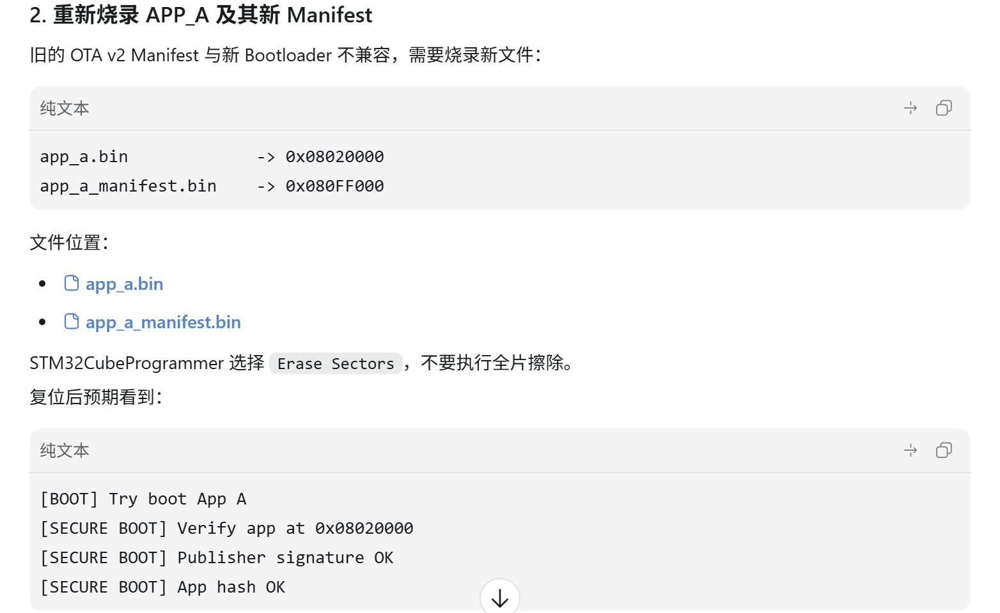 2. 重新烧录 APP_A 及其新 Manifest
旧的 OTA v2 Manifest 与新 Bootloader 不兼容，需要烧录新文件：
纯文本
app_a.bin -> 0x08020000
app_a_manifest.bin -> 0x080FF000
文件位置：
app_a.bin
app_a_manifest.bin
STM32CubeProgrammer 选择 Erase Sectors，不要执行全片擦除。
复位后预期看到：
纯文本
[BOOT] Try boot App A
[SECURE BOOT] Verify app at 0x08020000
[SECURE BOOT] Publisher signature OK
[SECURE BOOT] App hash OK